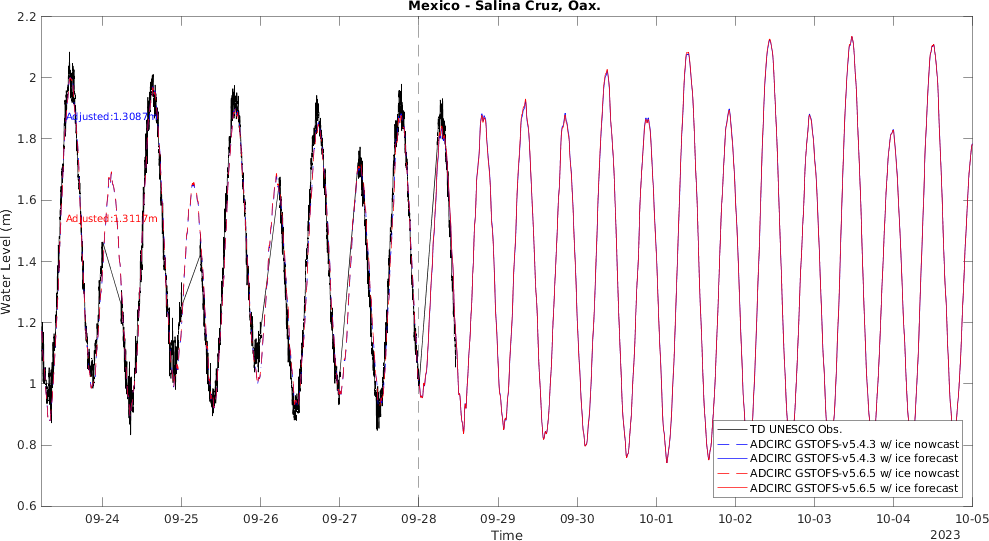 Mexico - Salina Cruz, Oax.
2.2
2
1.8
1.6
1.4
1.2
1
0.8
0.6
Water Level (m)
Adjusted:1.3087m
Adjusted:1.3117m
TD UNESCO Obs.
ADCIRC GSTOFS-v5.4.3 w/ ice nowcast
ADCIRC GSTOFS-v5.4.3 w/ ice forecast
ADCIRC GSTOFS-v5.6.5 w/ ice nowcast
ADCIRC GSTOFS-v5.6.5 w/ ice forecast
09-24 09-25 09-26 09-27 09-28 09-29 09-30 10-01 10-02 10-03 10-04 10-05
Time
2023